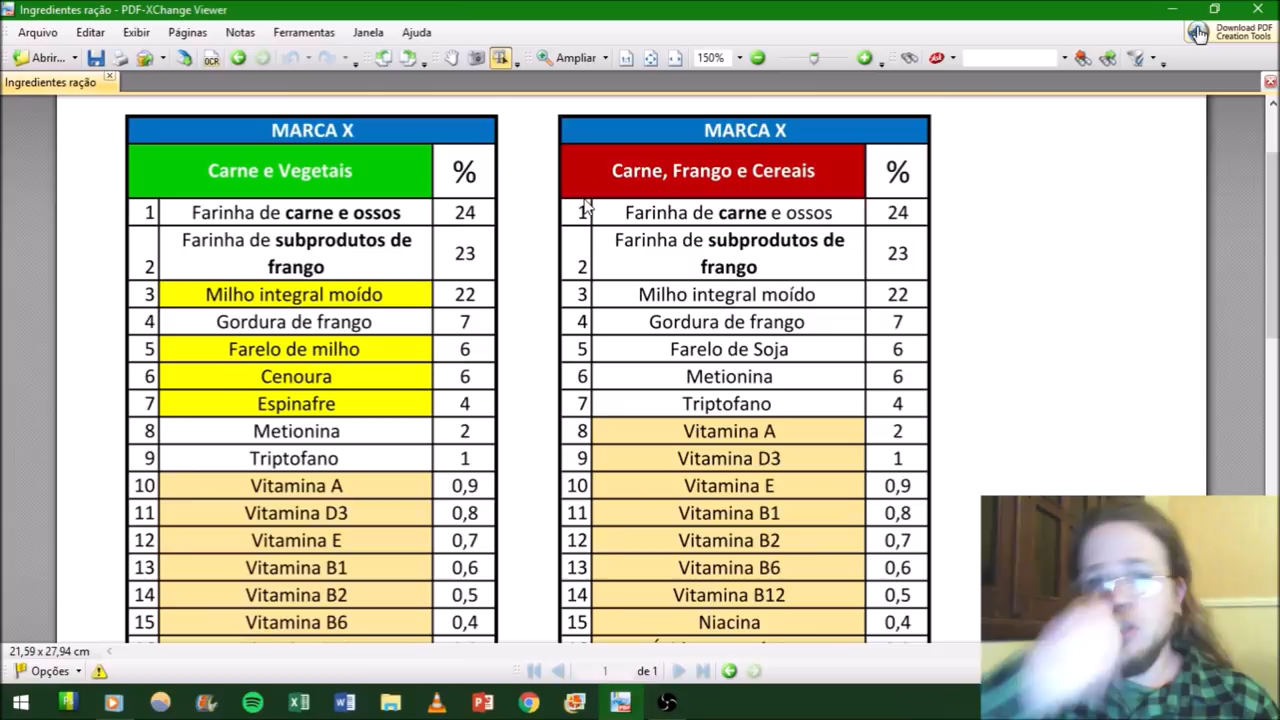 Ingredientes ração - PDF-XChange Viewer
Arquivo Editar Exibir Páginas Notas Ferramentas Janela Ajuda
Download PDF
Creation Tools
Abrir... OCR Ampliar 150%
Ingredientes ração
MARCA X
Carne e Vegetais %
1 Farinha de carne e ossos 24
2 Farinha de subprodutos de
frango 23
3 Milho integral moído 22
4 Gordura de frango 7
5 Farelo de milho 6
6 Cenoura 6
7 Espinafre 4
8 Metionina 2
9 Triptofano 1
10 Vitamina A 0,9
11 Vitamina D3 0,8
12 Vitamina E 0,7
13 Vitamina B1 0,6
14 Vitamina B2 0,5
15 Vitamina B6 0,4
MARCA X
Carne, Frango e Cereais %
1 Farinha de carne e ossos 24
2 Farinha de subprodutos de
frango 23
3 Milho integral moído 22
4 Gordura de frango 7
5 Farelo de Soja 6
6 Metionina 6
7 Triptofano 4
8 Vitamina A 2
9 Vitamina D3 1
10 Vitamina E 0,9
11 Vitamina B1 0,8
12 Vitamina B2 0,7
13 Vitamina B6 0,6
14 Vitamina B12 0,5
15 Niacina 0,4
21,59 x 27,94 cm
Opções 1 de 1